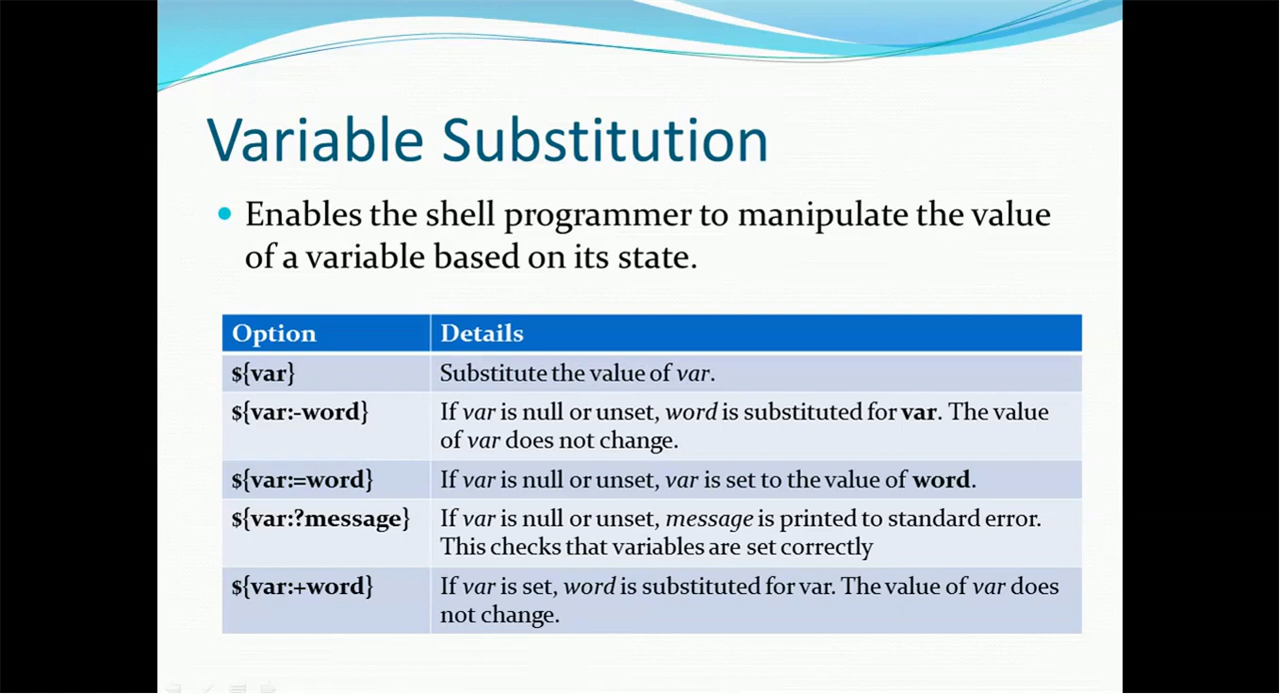 Variable Substitution
Enables the shell programmer to manipulate the value
of a variable based on its state.
Option Details
${var} Substitute the value of var.
${var:-word} If var is null or unset, word is substituted for var. The value
of var does not change.
${var:=word} If var is null or unset, var is set to the value of word.
${var:?message} If var is null or unset, message is printed to standard error.
This checks that variables are set correctly
${var:+word} If var is set, word is substituted for var. The value of var does
not change.